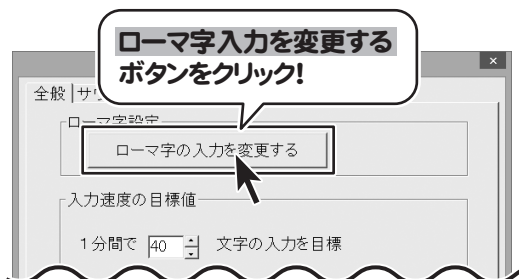 ローマ字入力を変更する
ボタンをクリック!
×
全般
ローマ字設定
ローマ字の入力を変更する
入力速度の目標値
1分間で 40 文字の入力を目標